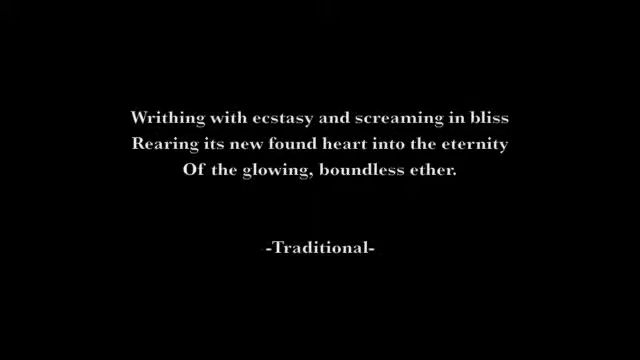 Writhing with ecstasy and screaming in bliss
Rearing its new found heart into the eternity
Of the glowing, boundless ether.
-Traditional-